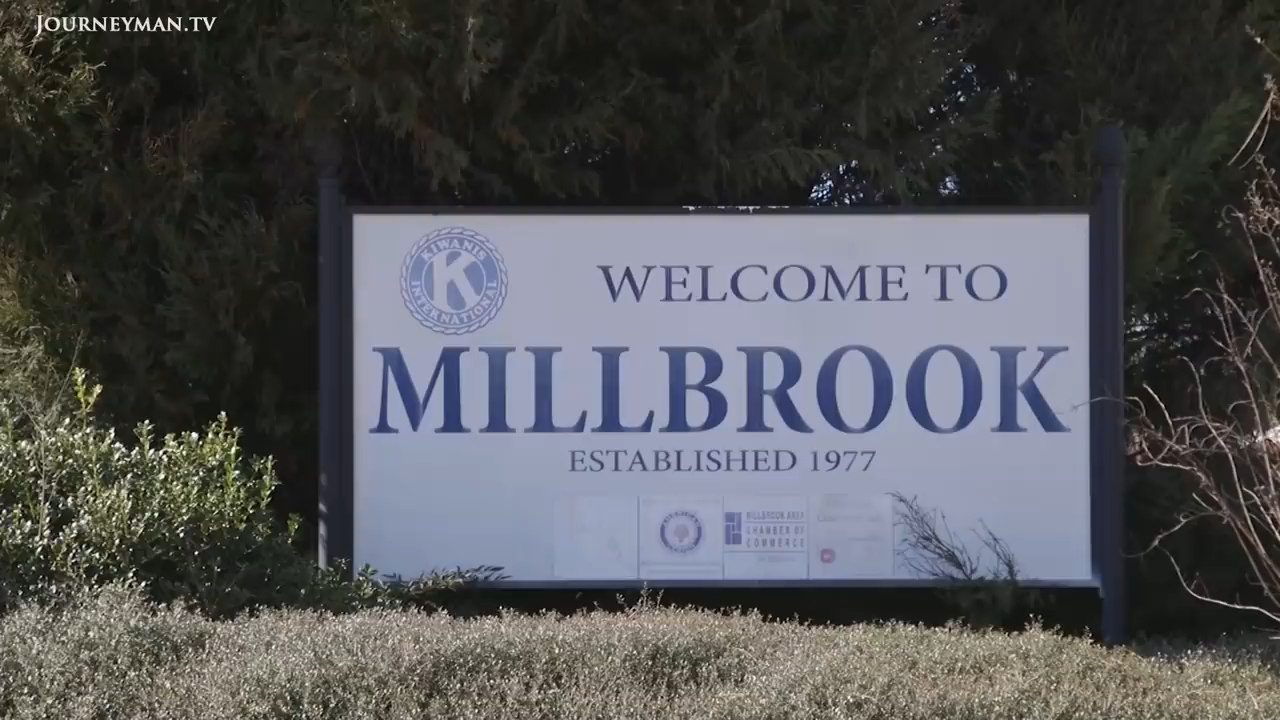 JOURNEYMAN.TV
KIWANIS
K
INTERNATIONAL
WELCOME TO
MILLBROOK
ESTABLISHED 1977
MILLBROOK AREA
CHAMBER OF
COMMERCE